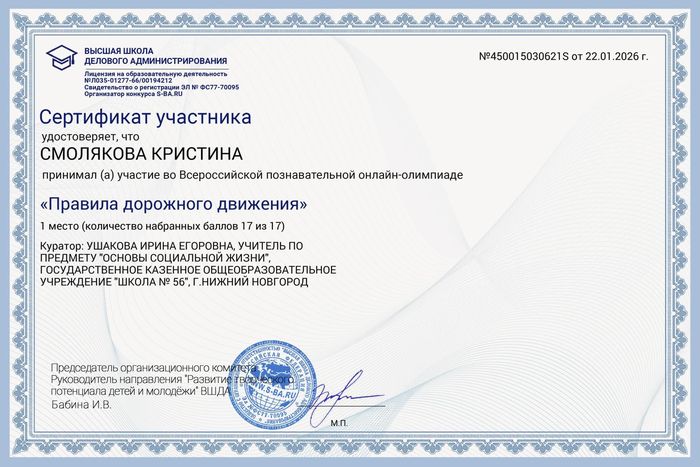 ВЫСШАЯ ШКОЛА
ДЕЛОВОГО АДМИНИСТРИРОВАНИЯ
Лицензия на образовательную деятельность
№Л035-01277-66/00194212
Свидетельство о регистрации ЭЛ № ФС77-70095
Организатор конкурса S-BA.RU
№450015030621S от 22.01.2026 г.
Сертификат участника
удостоверяет, что
СМОЛЯКОВА КРИСТИНА
принимал (а) участие во Всероссийской познавательной онлайн-олимпиаде
«Правила дорожного движения»
1 место (количество набранных баллов 17 из 17)
Куратор: УШАКОВА ИРИНА ЕГОРОВНА, УЧИТЕЛЬ ПО
ПРЕДМЕТУ "ОСНОВЫ СОЦИАЛЬНОЙ ЖИЗНИ",
ГОСУДАРСТВЕННОЕ КАЗЕННОЕ ОБЩЕОБРАЗОВАТЕЛЬНОЕ
УЧРЕЖДЕНИЕ "ШКОЛА № 56", Г.НИЖНИЙ НОВГОРОД
Председатель организационного комитета
Руководитель направления "Развитие творческого
потенциала детей и молодёжи" ВШДА
Бабина И.В.
S-BA.RU
М.П.